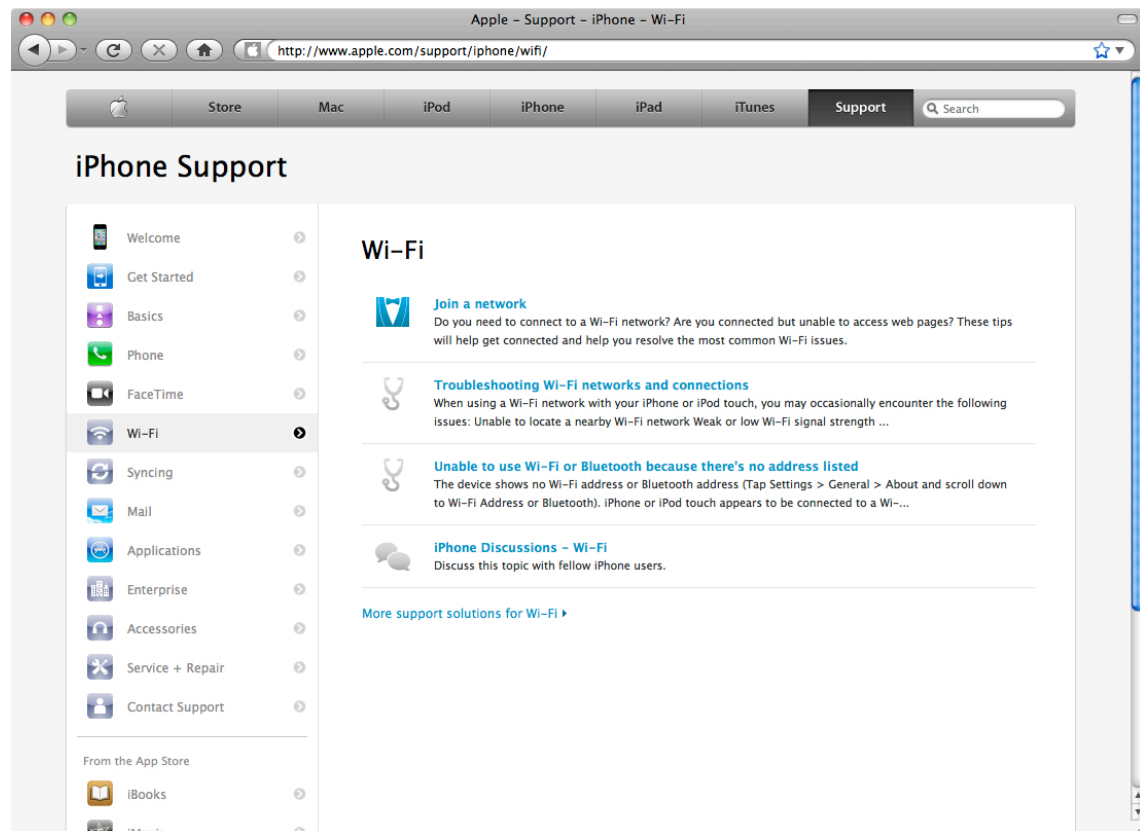 Apple – Support – iPhone – Wi-Fi
http://www.apple.com/support/iphone/wifi/
Store
Mac
iPod
iPhone
iPad
iTunes
Support
Search
iPhone Support
Welcome
Get Started
Basics
Phone
FaceTime
Wi-Fi
Syncing
Mail
Applications
Enterprise
Accessories
Service + Repair
Contact Support
From the App Store
iBooks
Wi-Fi
Join a network
Do you need to connect to a Wi-Fi network? Are you connected but unable to access web pages? These tips
will help get connected and help you resolve the most common Wi-Fi issues.
Troubleshooting Wi-Fi networks and connections
When using a Wi-Fi network with your iPhone or iPod touch, you may occasionally encounter the following
issues: Unable to locate a nearby Wi-Fi network Weak or low Wi-Fi signal strength ...
Unable to use Wi-Fi or Bluetooth because there's no address listed
The device shows no Wi-Fi address or Bluetooth address (Tap Settings > General > About and scroll down
to Wi-Fi Address or Bluetooth). iPhone or iPod touch appears to be connected to a Wi-...
iPhone Discussions – Wi-Fi
Discuss this topic with fellow iPhone users.
More support solutions for Wi-Fi